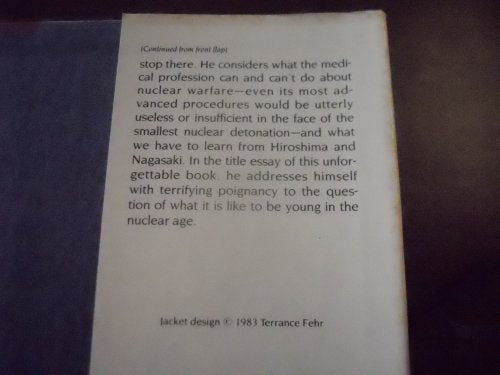 (Continued from front flap)
stop there. He considers what the medi-
cal profession can and can't do about
nuclear warfare—even its most ad-
vanced procedures would be utterly
useless or insufficient in the face of the
smallest nuclear detonation—and what
we have to learn from Hiroshima and
Nagasaki. In the title essay of this unfor-
gettable book, he addresses himself
with terrifying poignancy to the ques-
tion of what it is like to be young in the
nuclear age.
Jacket design © 1983 Terrance Fehr